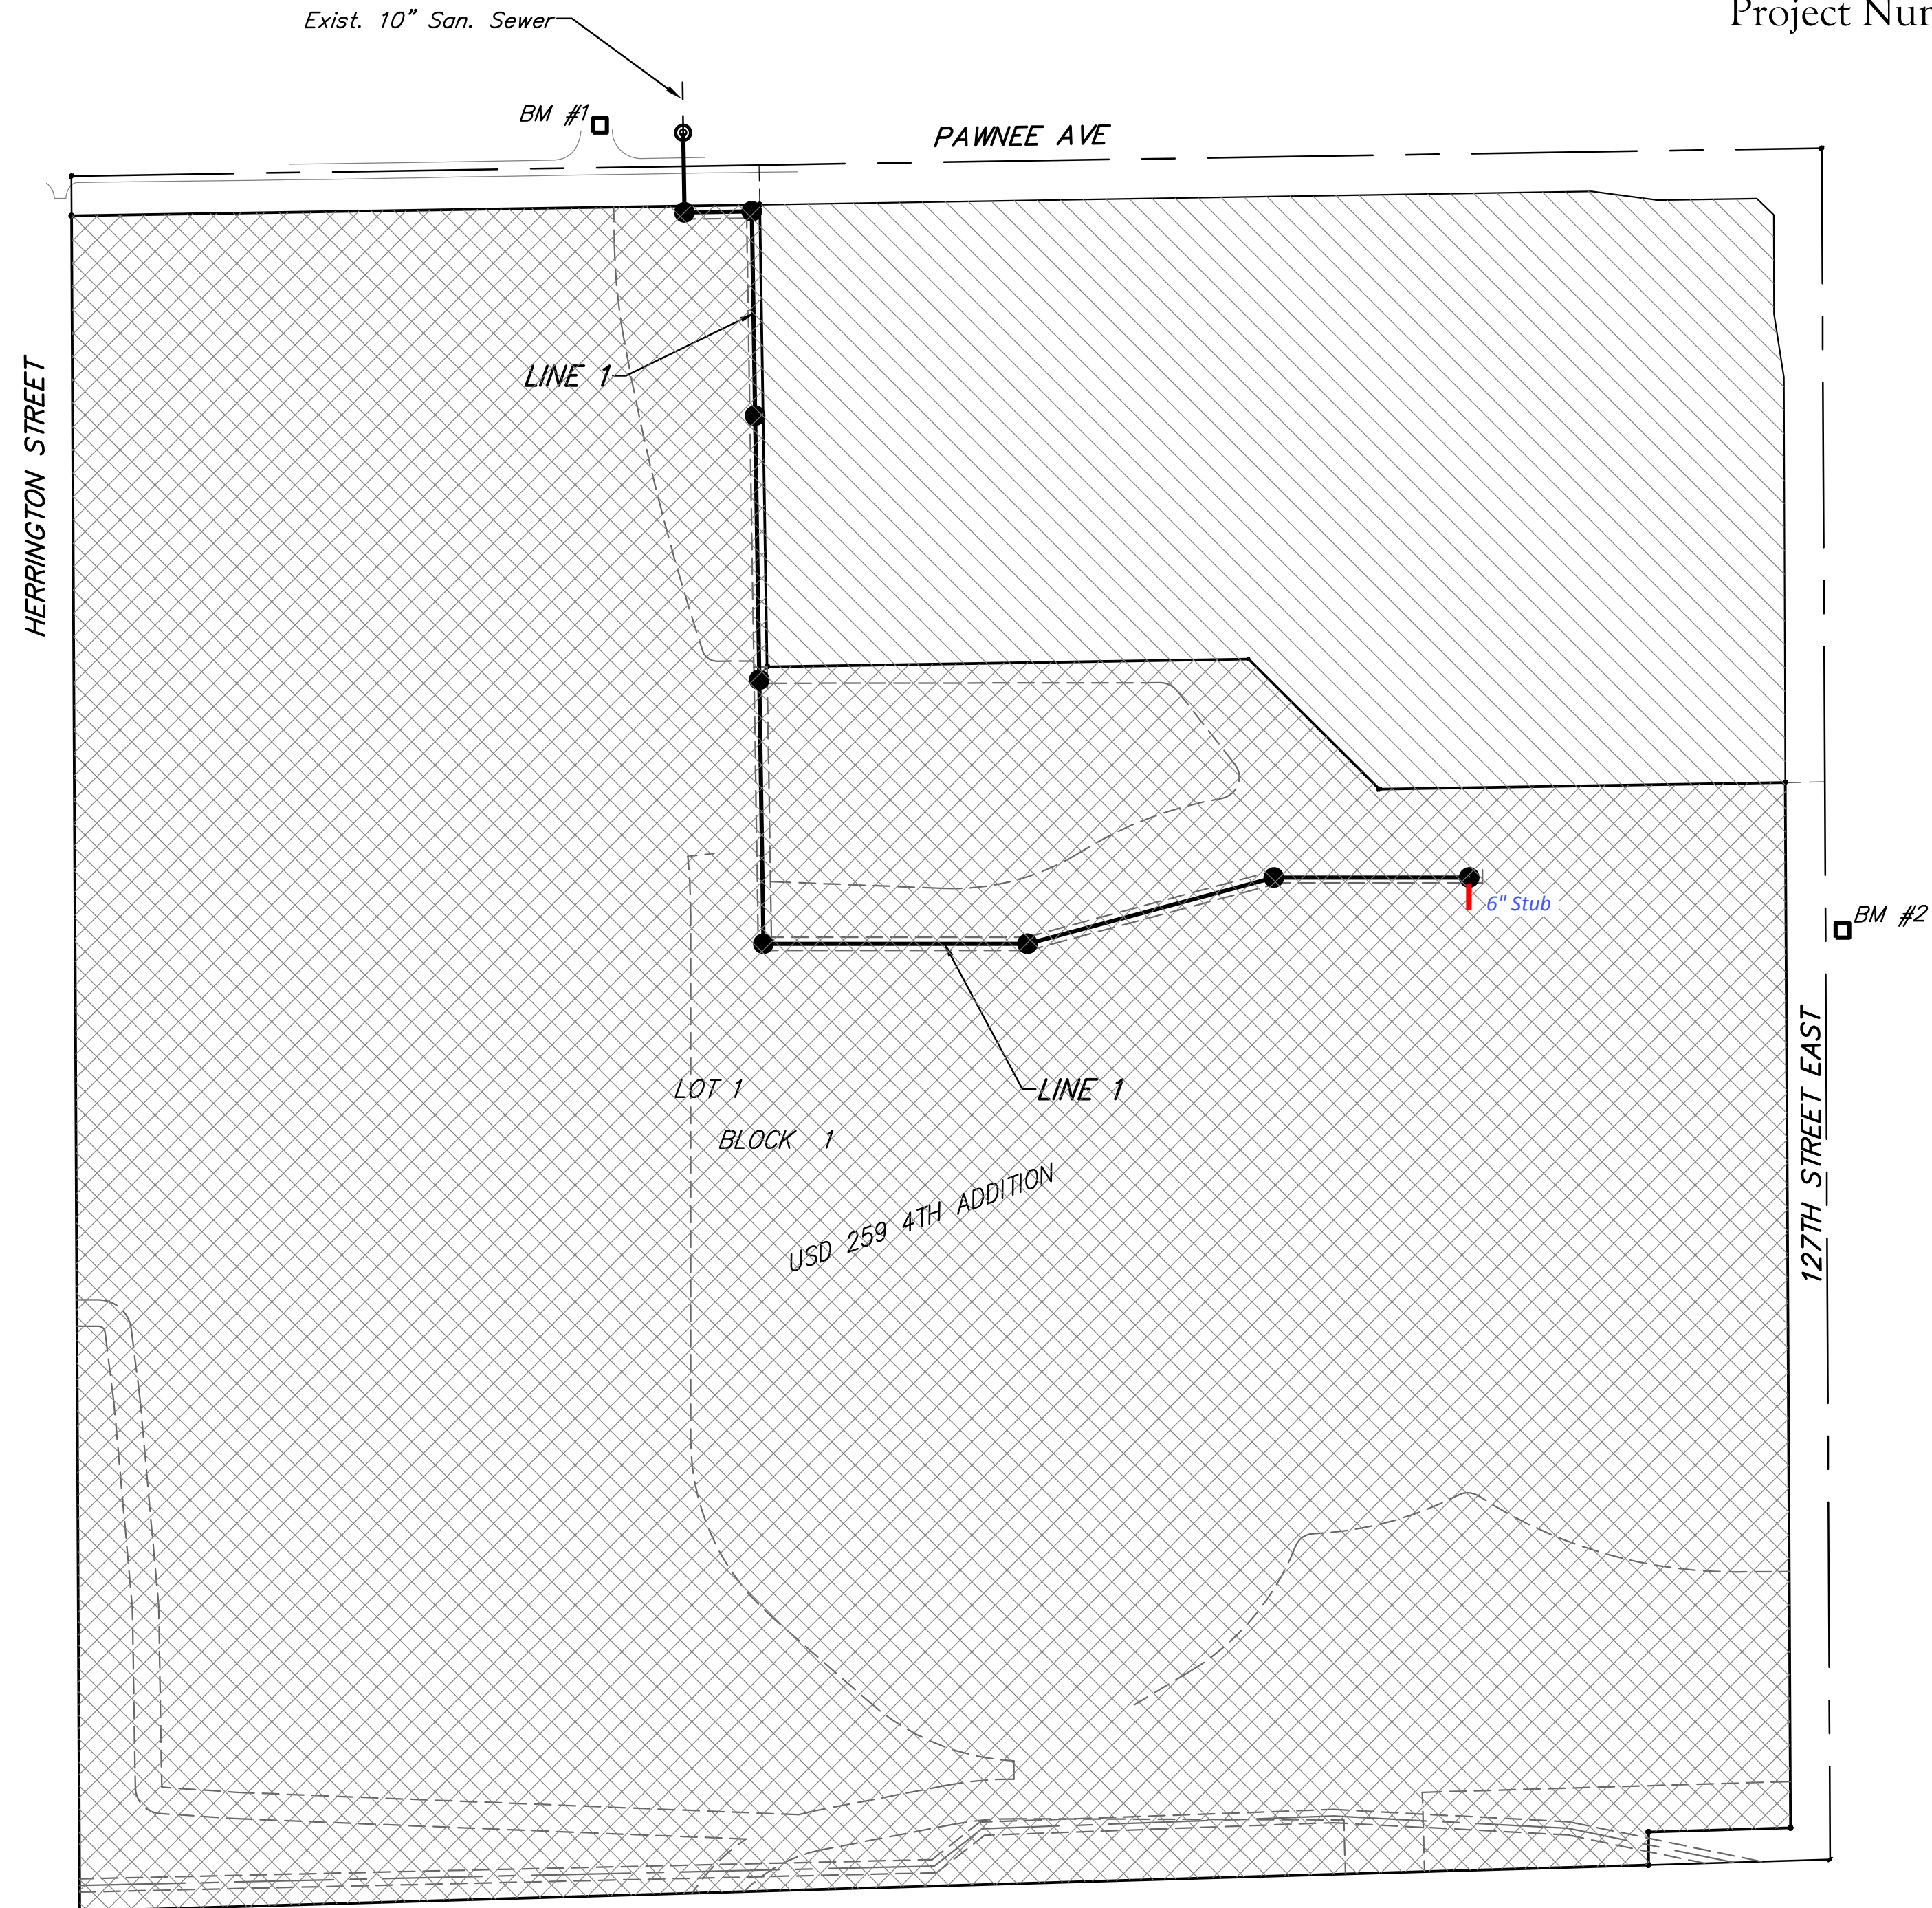 Project Nu
Exist. 10” San. Sewer
BM #1
PAWNEE AVE
HERRINGTON STREET
LINE 1
6" Stub
BM #2
127TH STREET EAST
LOT 1
LINE 1
BLOCK 1
USD 259 4TH ADDITION